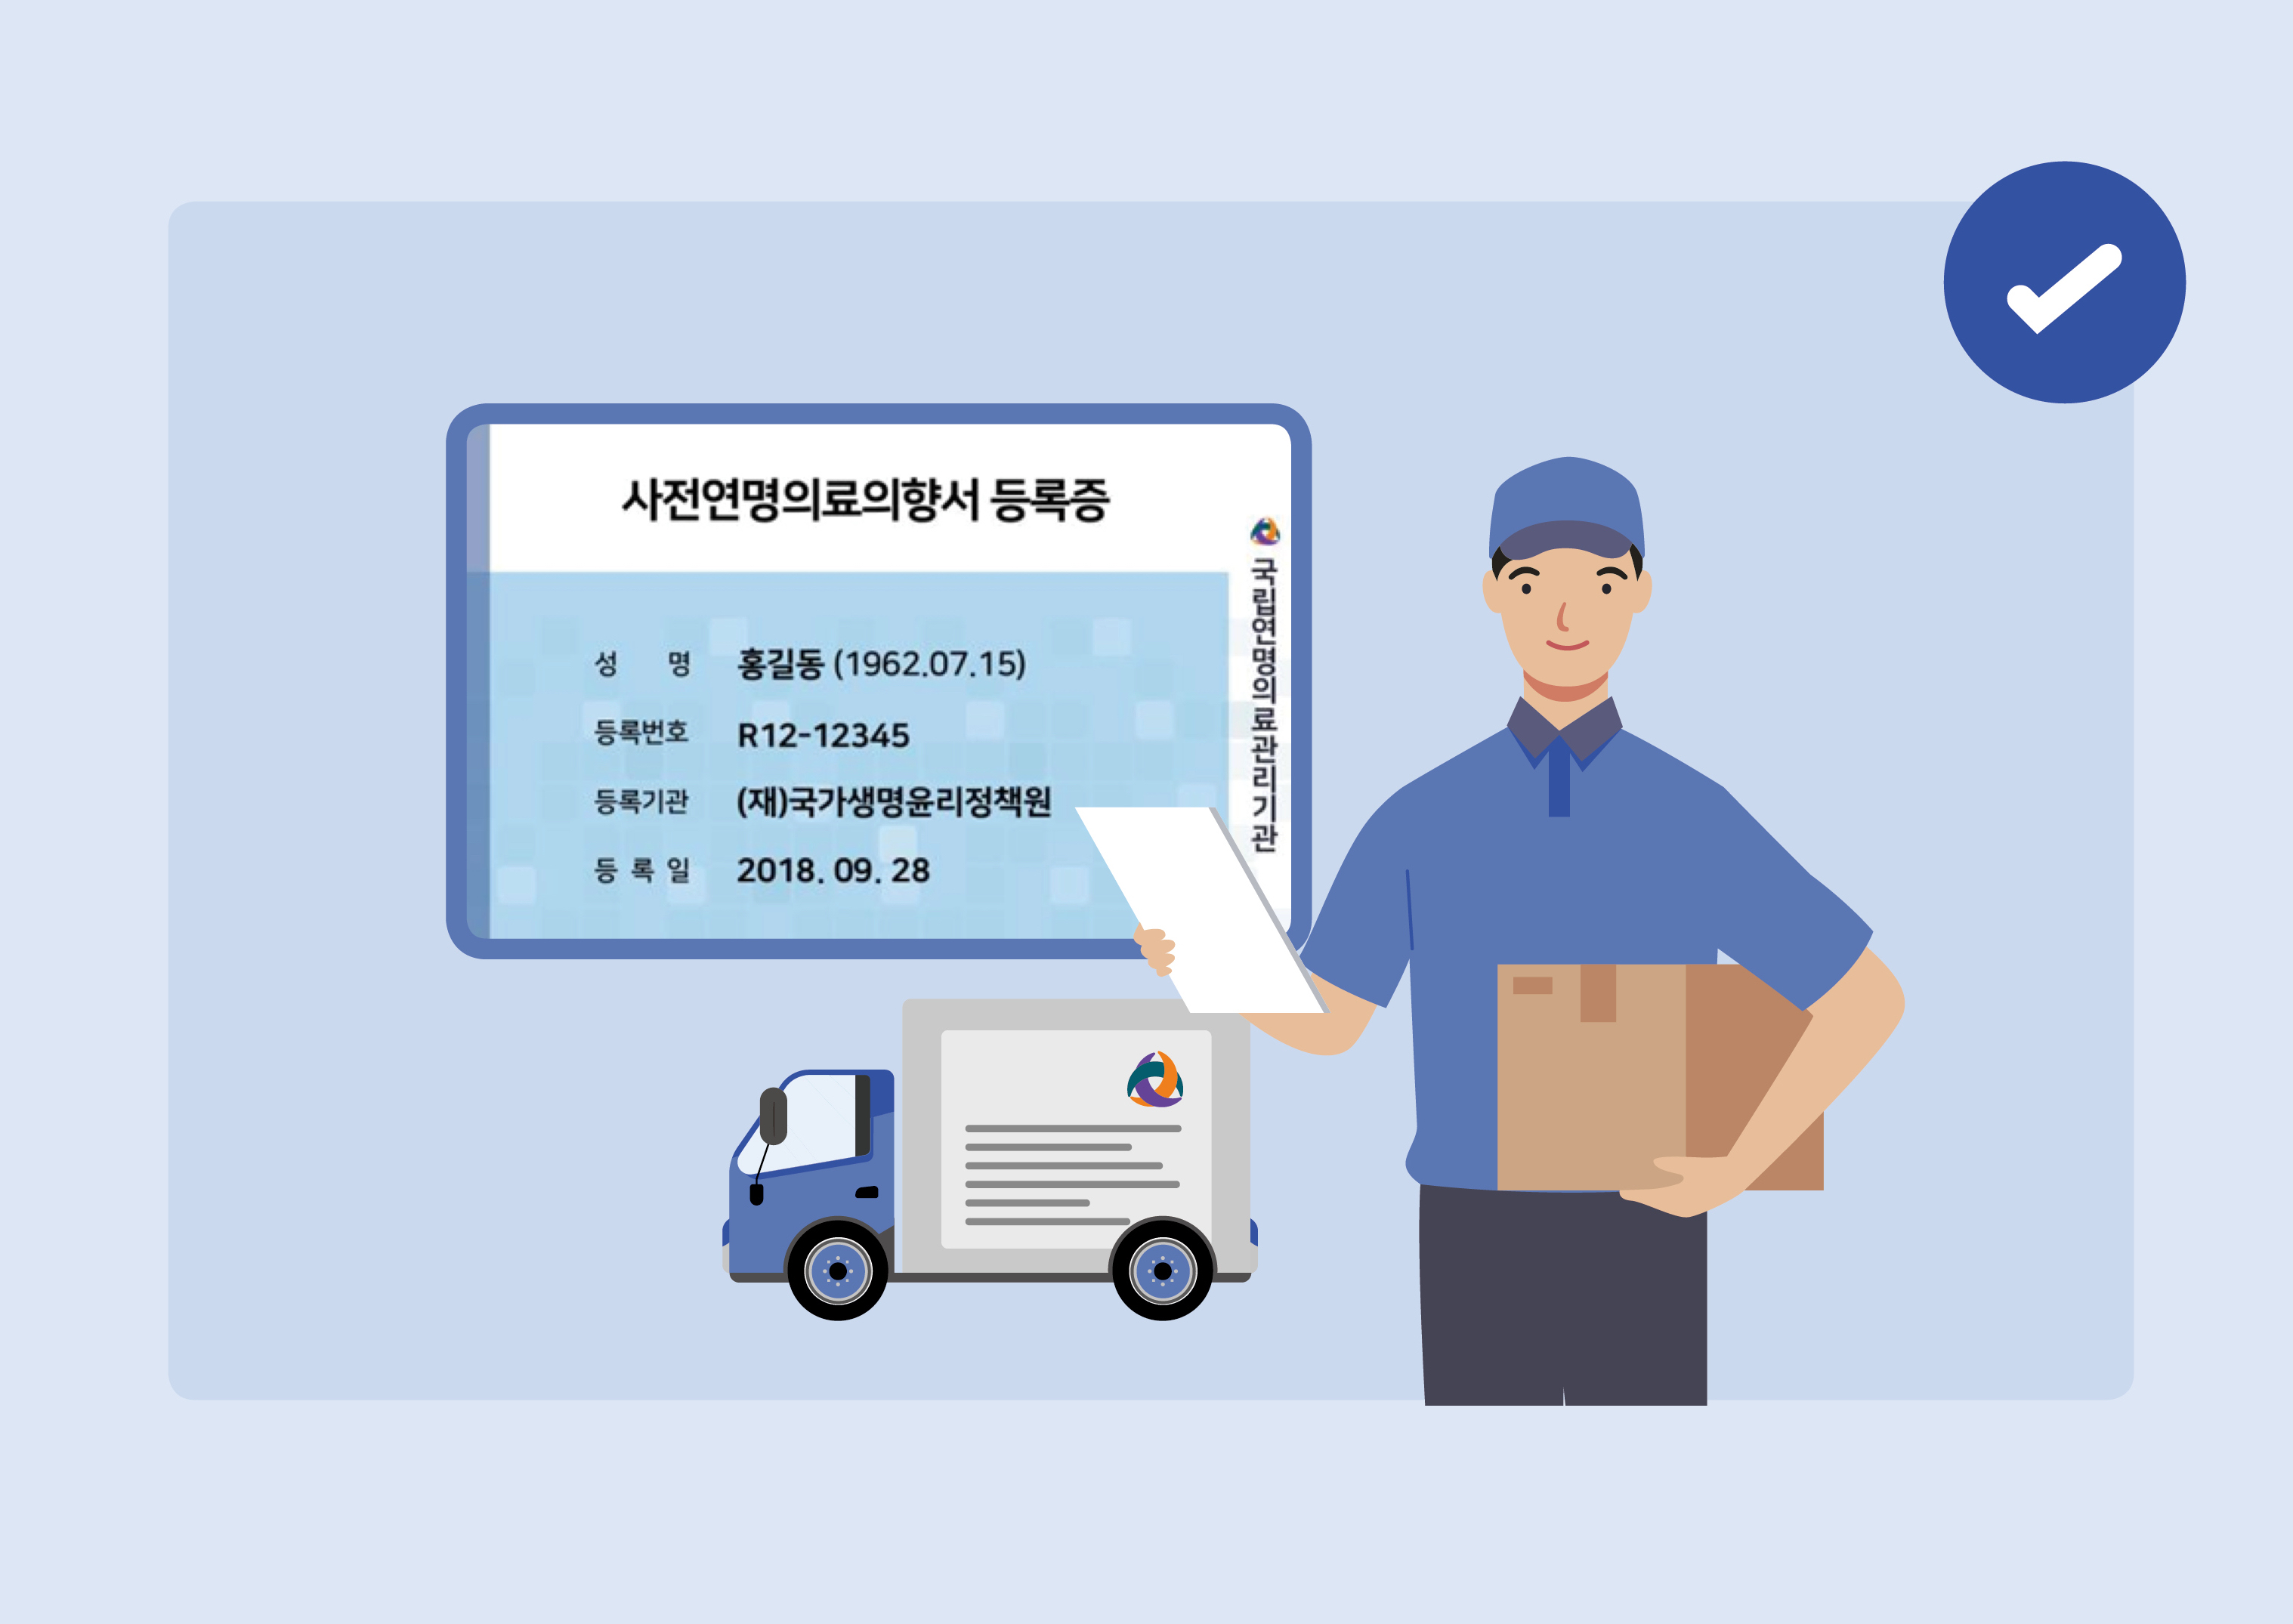 사전연명의료의향서 등록증
성 명 홍길동 (1962.07.15)
등록번호 R12-12345
등록기관 (재)국가생명윤리정책원
등 록 일 2018. 09. 28
국립연명의료관리기관